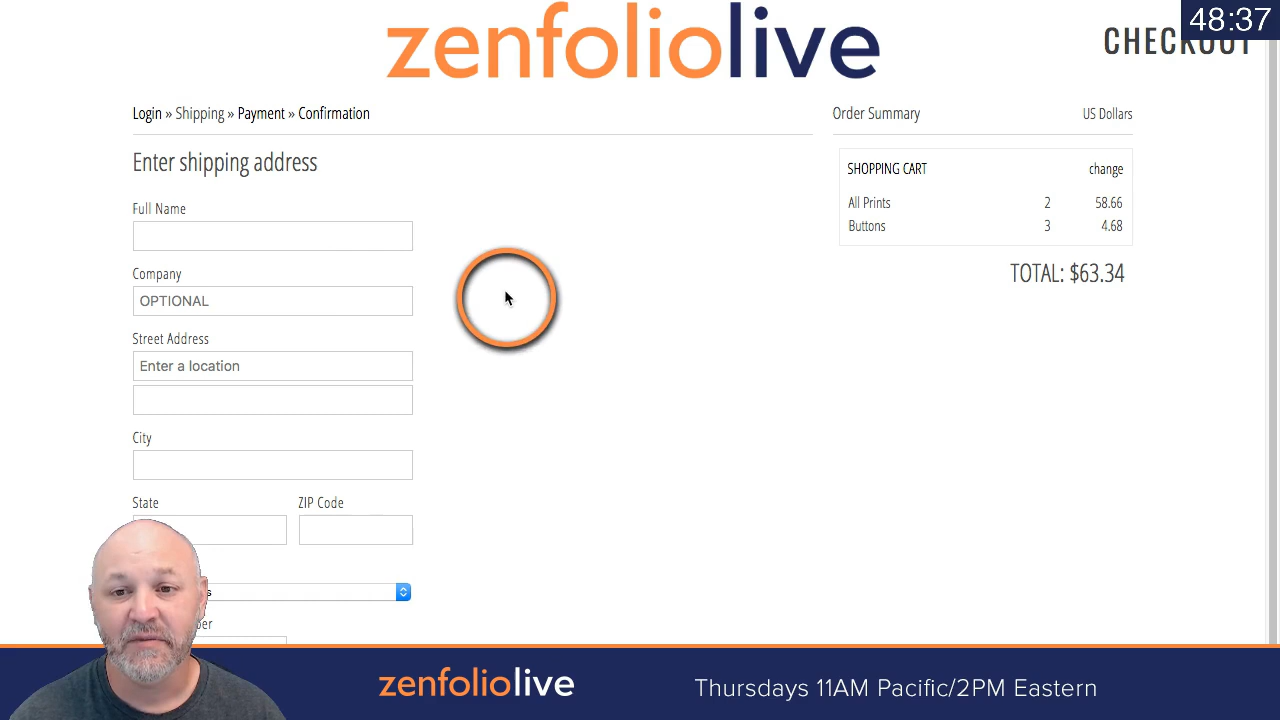 zenfoliolive
48:37
CHECKOUT
Login » Shipping » Payment » Confirmation
Order Summary
US Dollars
Enter shipping address
SHOPPING CART
change
All Prints 2 58.66
Buttons 3 4.68
TOTAL: $63.34
Full Name
Company
OPTIONAL
Street Address
Enter a location
City
State
ZIP Code
zenfoliolive
Thursdays 11AM Pacific/2PM Eastern